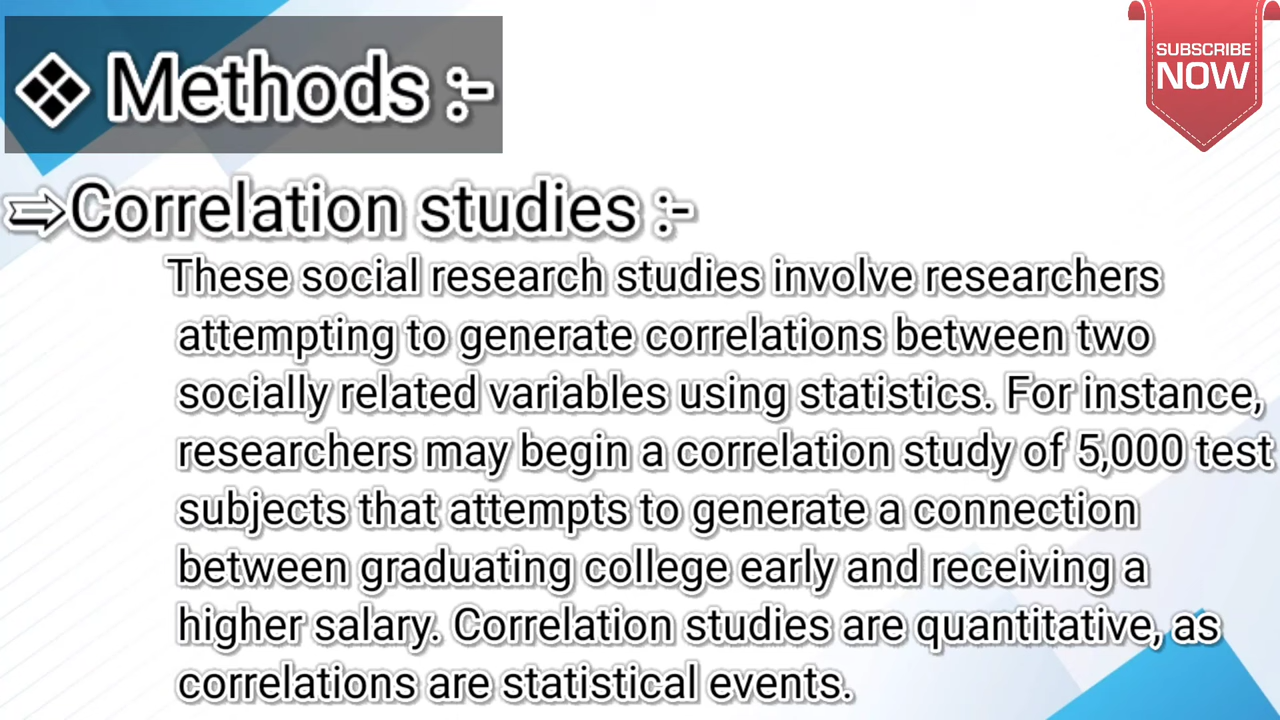 ❖ Methods :-
SUBSCRIBE
NOW
⇨Correlation studies :-
These social research studies involve researchers
attempting to generate correlations between two
socially related variables using statistics. For instance,
researchers may begin a correlation study of 5,000 test
subjects that attempts to generate a connection
between graduating college early and receiving a
higher salary. Correlation studies are quantitative, as
correlations are statistical events.